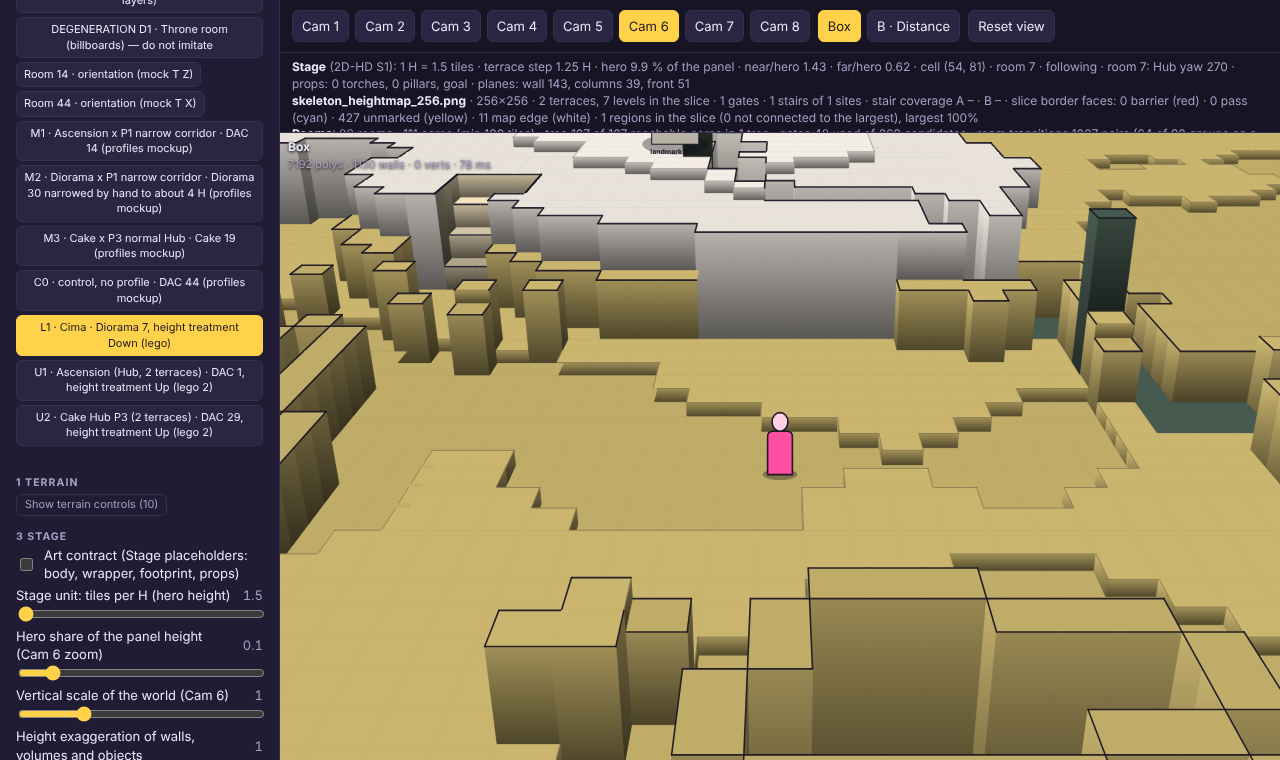 layers)
DEGENERATION D1 · Throne room
(billboards) — do not imitate
Room 14 · orientation (mock T Z)
Room 44 · orientation (mock T X)
M1 · Ascension x P1 narrow corridor · DAC
14 (profiles mockup)
M2 · Diorama x P1 narrow corridor · Diorama
30 narrowed by hand to about 4 H (profiles
mockup)
M3 · Cake x P3 normal Hub · Cake 19
(profiles mockup)
C0 · control, no profile · DAC 44 (profiles
mockup)
L1 · Cima · Diorama 7, height treatment
Down (lego)
U1 · Ascension (Hub, 2 terraces) · DAC 1,
height treatment Up (lego 2)
U2 · Cake Hub P3 (2 terraces) · DAC 29,
height treatment Up (lego 2)
1 TERRAIN
Show terrain controls (10)
3 STAGE
Art contract (Stage placeholders:
body, wrapper, footprint, props)
Stage unit: tiles per H (hero height) 1.5
Hero share of the panel height
(Cam 6 zoom) 0.1
Vertical scale of the world (Cam 6) 1
Height exaggeration of walls,
volumes and objects 1
Cam 1 Cam 2 Cam 3 Cam 4 Cam 5 Cam 6 Cam 7 Cam 8 Box B · Distance Reset view
Stage (2D-HD S1): 1 H = 1.5 tiles · terrace step 1.25 H · hero 9.9 % of the panel · near/hero 1.43 · far/hero 0.62 · cell (54, 81) · room 7 · following · room 7: Hub yaw 270 ·
props: 0 torches, 0 pillars, goal · planes: wall 143, columns 39, front 51
skeleton_heightmap_256.png · 256×256 · 2 terraces, 7 levels in the slice · 1 gates · 1 stairs of 1 sites · stair coverage A – · B – · slice border faces: 0 barrier (red) · 0 pass
(cyan) · 427 unmarked (yellow) · 11 map edge (white) · 1 regions in the slice (0 not connected to the largest), largest 100%
Box
7192 polys · 1130 walls · 0 verts · 78 ms
landmark